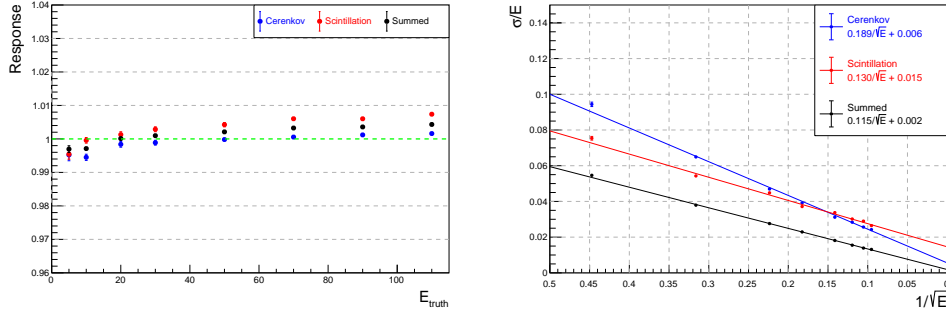 Response
1.04
1.03
1.02
1.01
1
0.99
0.98
0.97
0.96
Cerenkov
Scintillation
Summed
0
20
40
60
80
100
E_truth
σ/E
0.14
0.12
0.1
0.08
0.06
0.04
0.02
0
Cerenkov
0.189/√E + 0.006
Scintillation
0.130/√E + 0.015
Summed
0.115/√E + 0.002
0.5
0.45
0.4
0.35
0.3
0.25
0.2
0.15
0.1
0.05
0
1/√E